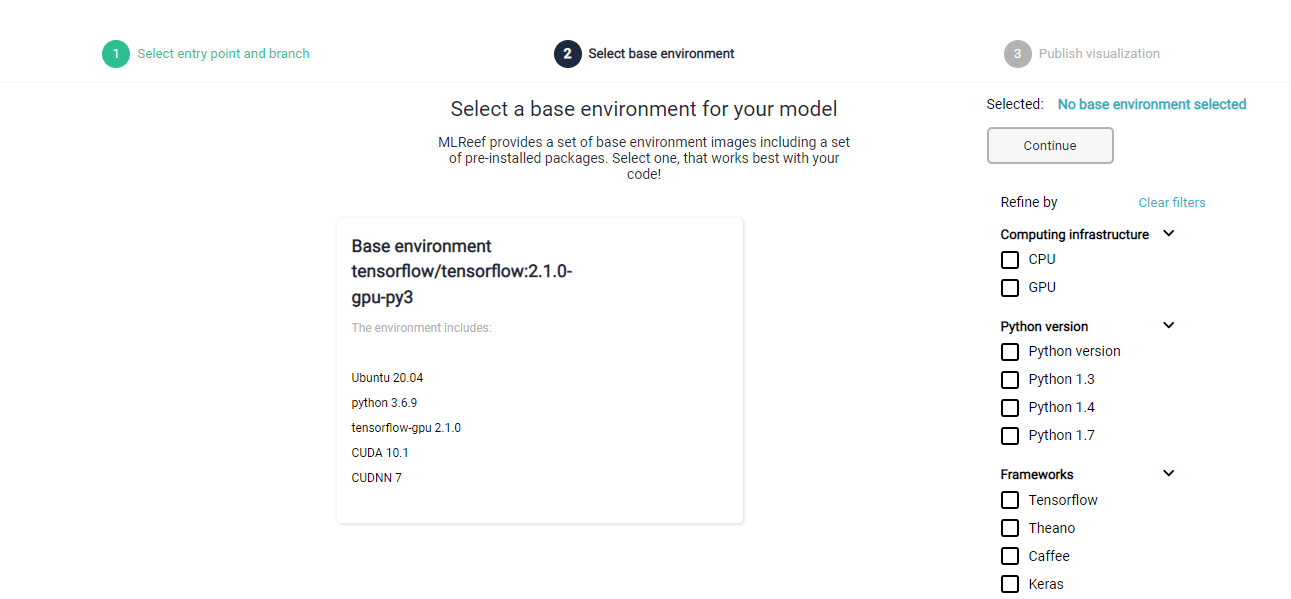 1 Select entry point and branch
2 Select base environment
3 Publish visualization
Select a base environment for your model
MLReef provides a set of base environment images including a set
of pre-installed packages. Select one, that works best with your
code!
Base environment
tensorflow/tensorflow:2.1.0-
gpu-py3
The environment includes:
Ubuntu 20.04
python 3.6.9
tensorflow-gpu 2.1.0
CUDA 10.1
CUDNN 7
Selected: No base environment selected
Continue
Refine by Clear filters
Computing infrastructure
CPU
GPU
Python version
Python version
Python 1.3
Python 1.4
Python 1.7
Frameworks
Tensorflow
Theano
Caffee
Keras